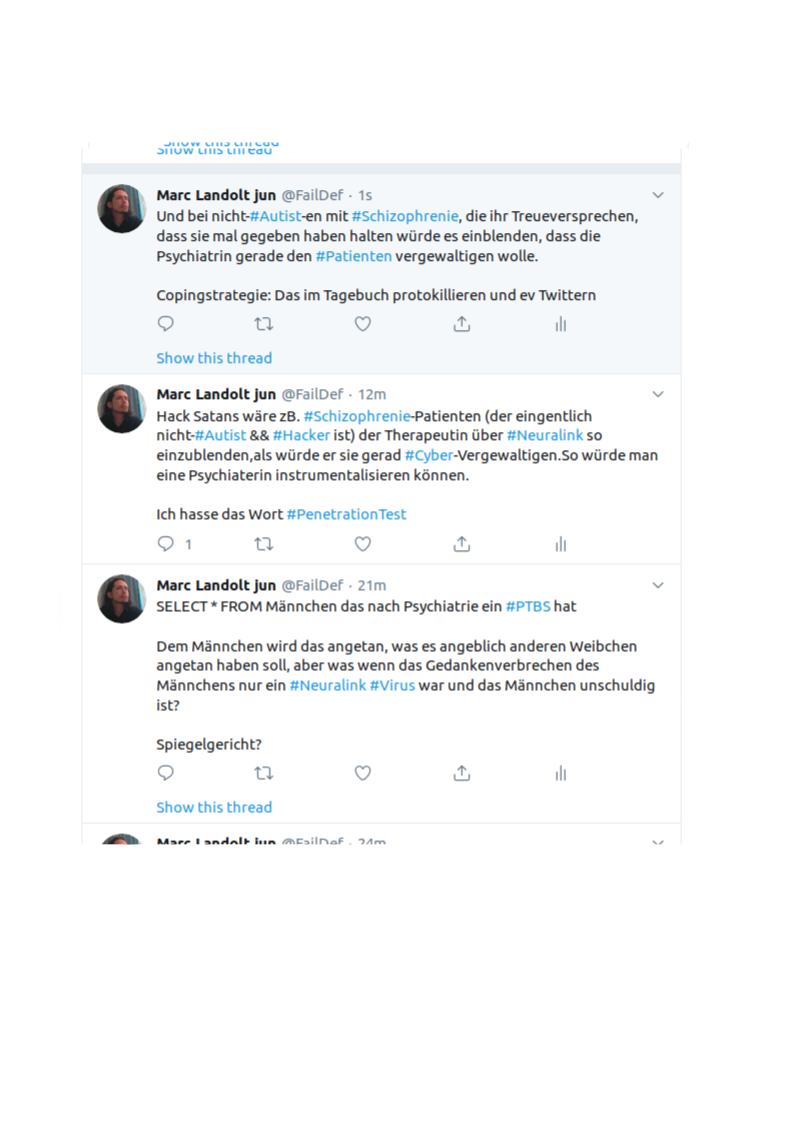 Show this thread
Show this thread
Marc Landolt jun @FailDef · 1s
Und bei nicht-#Autist-en mit #Schizophrenie, die ihr Treueversprechen,
dass sie mal gegeben haben halten würde es einblenden, dass die
Psychiatrin gerade den #Patienten vergewaltigen wolle.
Copingstrategie: Das im Tagebuch protokillieren und ev Twittern
Show this thread
Marc Landolt jun @FailDef · 12m
Hack Satans wäre zB. #Schizophrenie-Patienten (der eingentlich
nicht-#Autist && #Hacker ist) der Therapeutin über #Neuralink so
einzublenden,als würde er sie gerad #Cyber-Vergewaltigen.So würde man
eine Psychiaterin instrumentalisieren können.
Ich hasse das Wort #PenetrationTest
1
Marc Landolt jun @FailDef · 21m
SELECT * FROM Männchen das nach Psychiatrie ein #PTBS hat
Dem Männchen wird das angetan, was es angeblich anderen Weibchen
angetan haben soll, aber was wenn das Gedankenverbrechen des
Männchens nur ein #Neuralink #Virus war und das Männchen unschuldig
ist?
Spiegelgericht?
Show this thread
Marc Landolt jun @FailDef · 24m